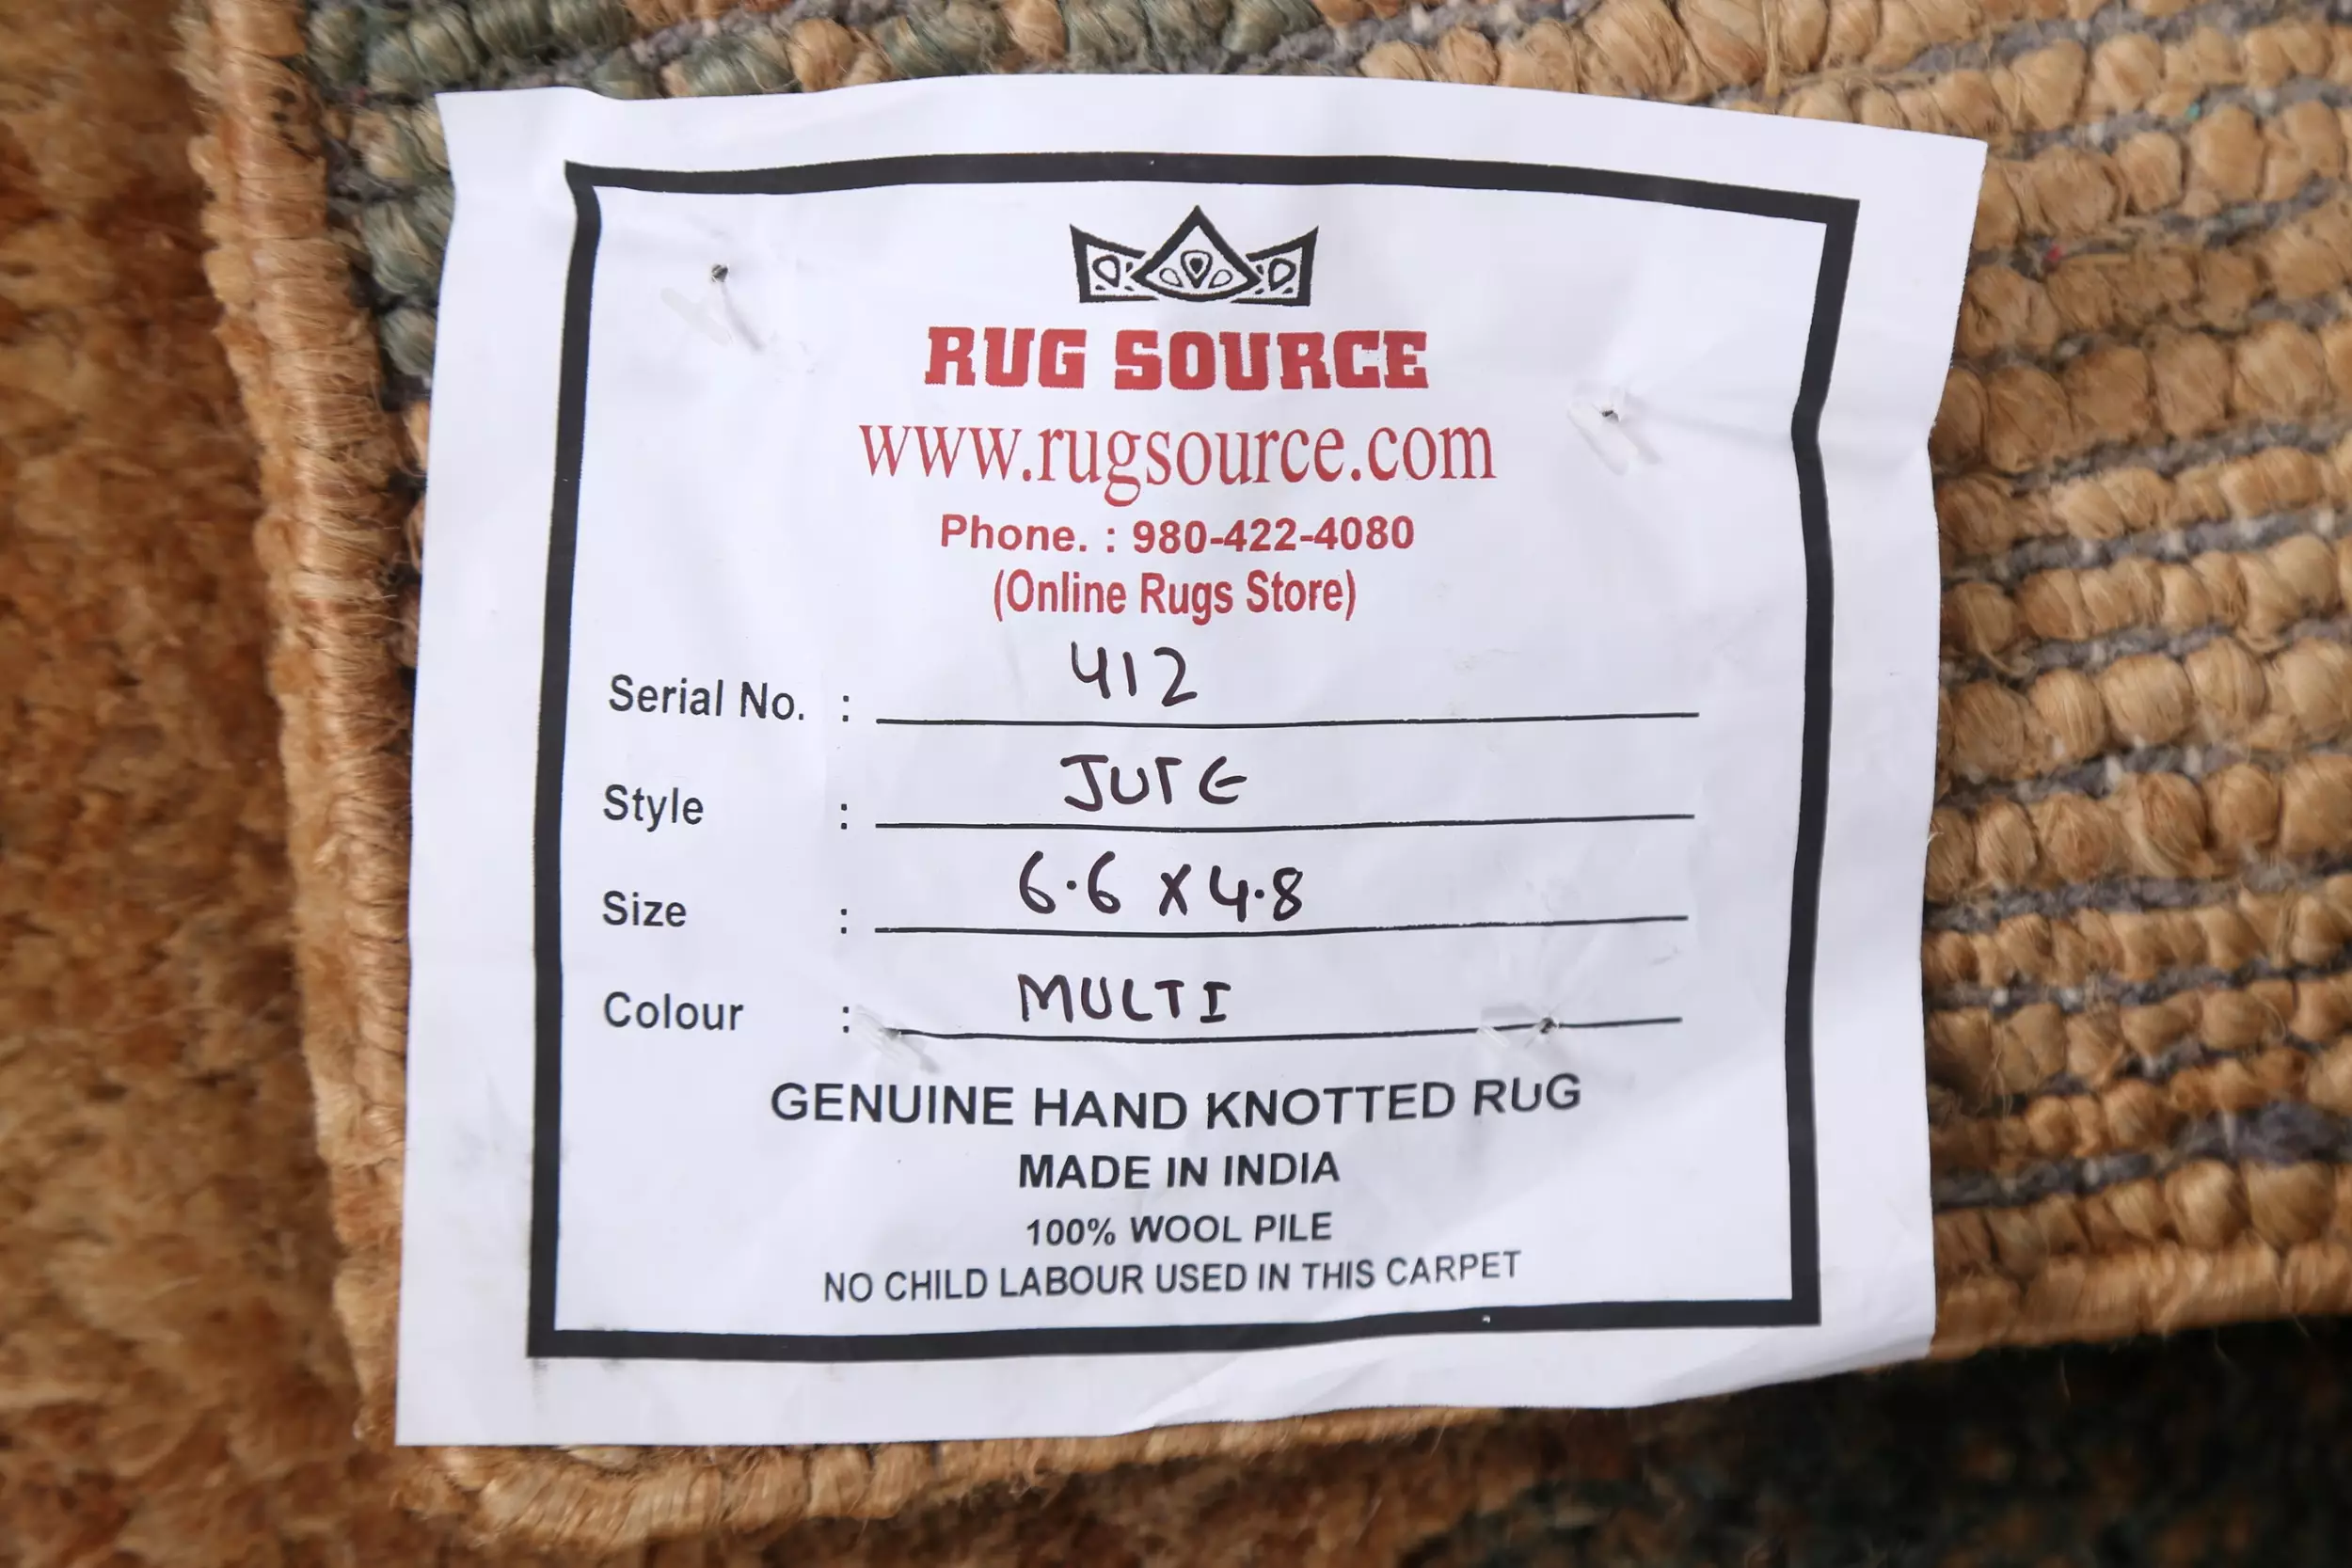 RUG SOURCE
www.rugsource.com
Phone. : 980-422-4080
(Online Rugs Store)
Serial No. : 412
Style : JUTE
Size : 6.6 X 4.8
Colour : MULTI
GENUINE HAND KNOTTED RUG
MADE IN INDIA
100% WOOL PILE
NO CHILD LABOUR USED IN THIS CARPET